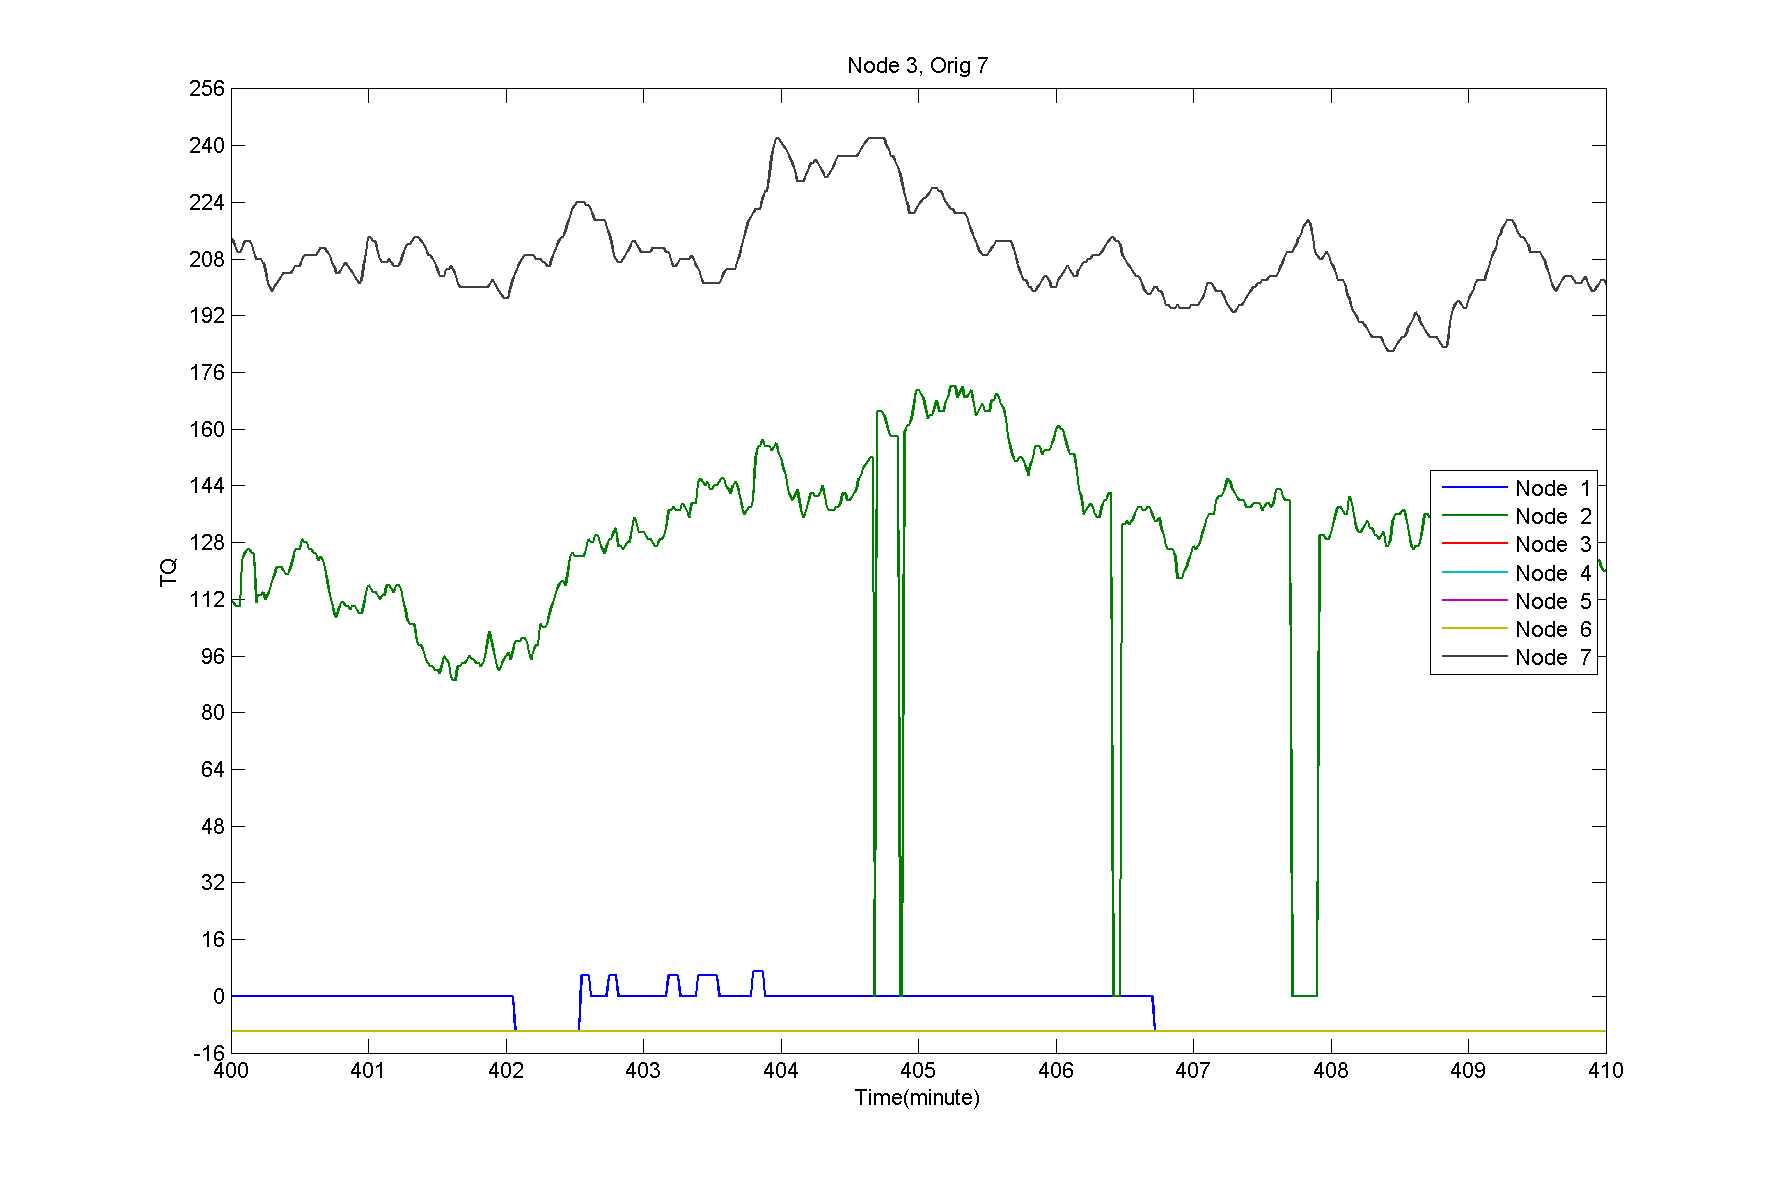 Node 3, Orig 7
256
240
224
208
192
176
160
144
128
112
96
80
64
48
32
16
0
-16
TQ
Node 1
Node 2
Node 3
Node 4
Node 5
Node 6
Node 7
400 401 402 403 404 405 406 407 408 409 410
Time(minute)